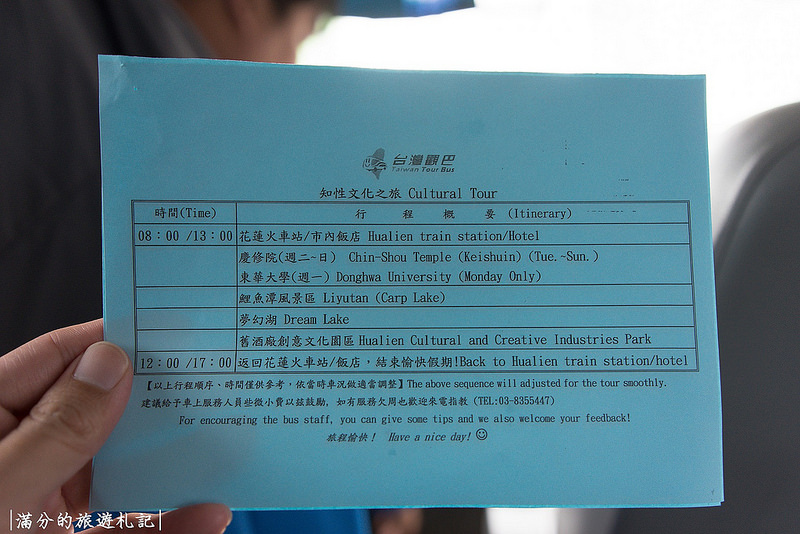 台灣觀巴
Taiwan Tour Bus
知性文化之旅 Cultural Tour
時間(Time) 行 程 概 要 (Itinerary)
08：00 /13：00 花蓮火車站/市內飯店 Hualien train station/Hotel
慶修院(週二~日) Chin-Shou Temple (Keishuin) (Tue.~Sun.)
東華大學(週一) Donghwa University (Monday Only)
鯉魚潭風景區 Liyutan (Carp Lake)
夢幻湖 Dream Lake
舊酒廠創意文化園區 Hualien Cultural and Creative Industries Park
12：00 /17：00 返回花蓮火車站/飯店，結束愉快假期!Back to Hualien train station/hotel
【以上行程順序、時間僅供參考，依當時車況做適當調整】The above sequence will adjusted for the tour smoothly.
建議給予車上服務人員些微小費以茲鼓勵，如有服務欠周也歡迎來電指教 (TEL:03-8355447)
For encouraging the bus staff, you can give some tips and we also welcome your feedback!
旅程愉快！ Have a nice day!
|滿分的旅遊札記|